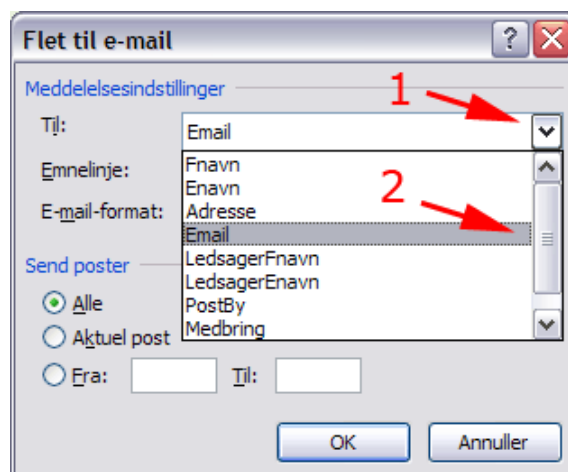 Flet til e-mail
Meddelelsesindstillinger
1
Til:
Email
Emnelinje:
Fnavn
Enavn
2
E-mail-format:
Adresse
Email
LedsagerFnavn
Send poster
LedsagerEnavn
Alle
PostBy
Aktuel post
Medbring
Fra:
Til:
OK
Annuller